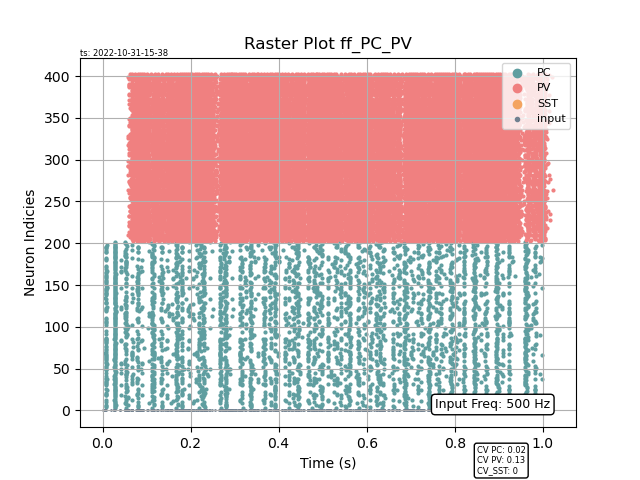 Raster Plot ff_PC_PV
ts: 2022-10-31-15-38
PC
PV
SST
input
400
350
300
250
200
150
100
50
0
Neuron Indicies
Input Freq: 500 Hz
0.0 0.2 0.4 0.6 0.8 1.0
Time (s)
CV PC: 0.02
CV PV: 0.13
CV_SST: 0